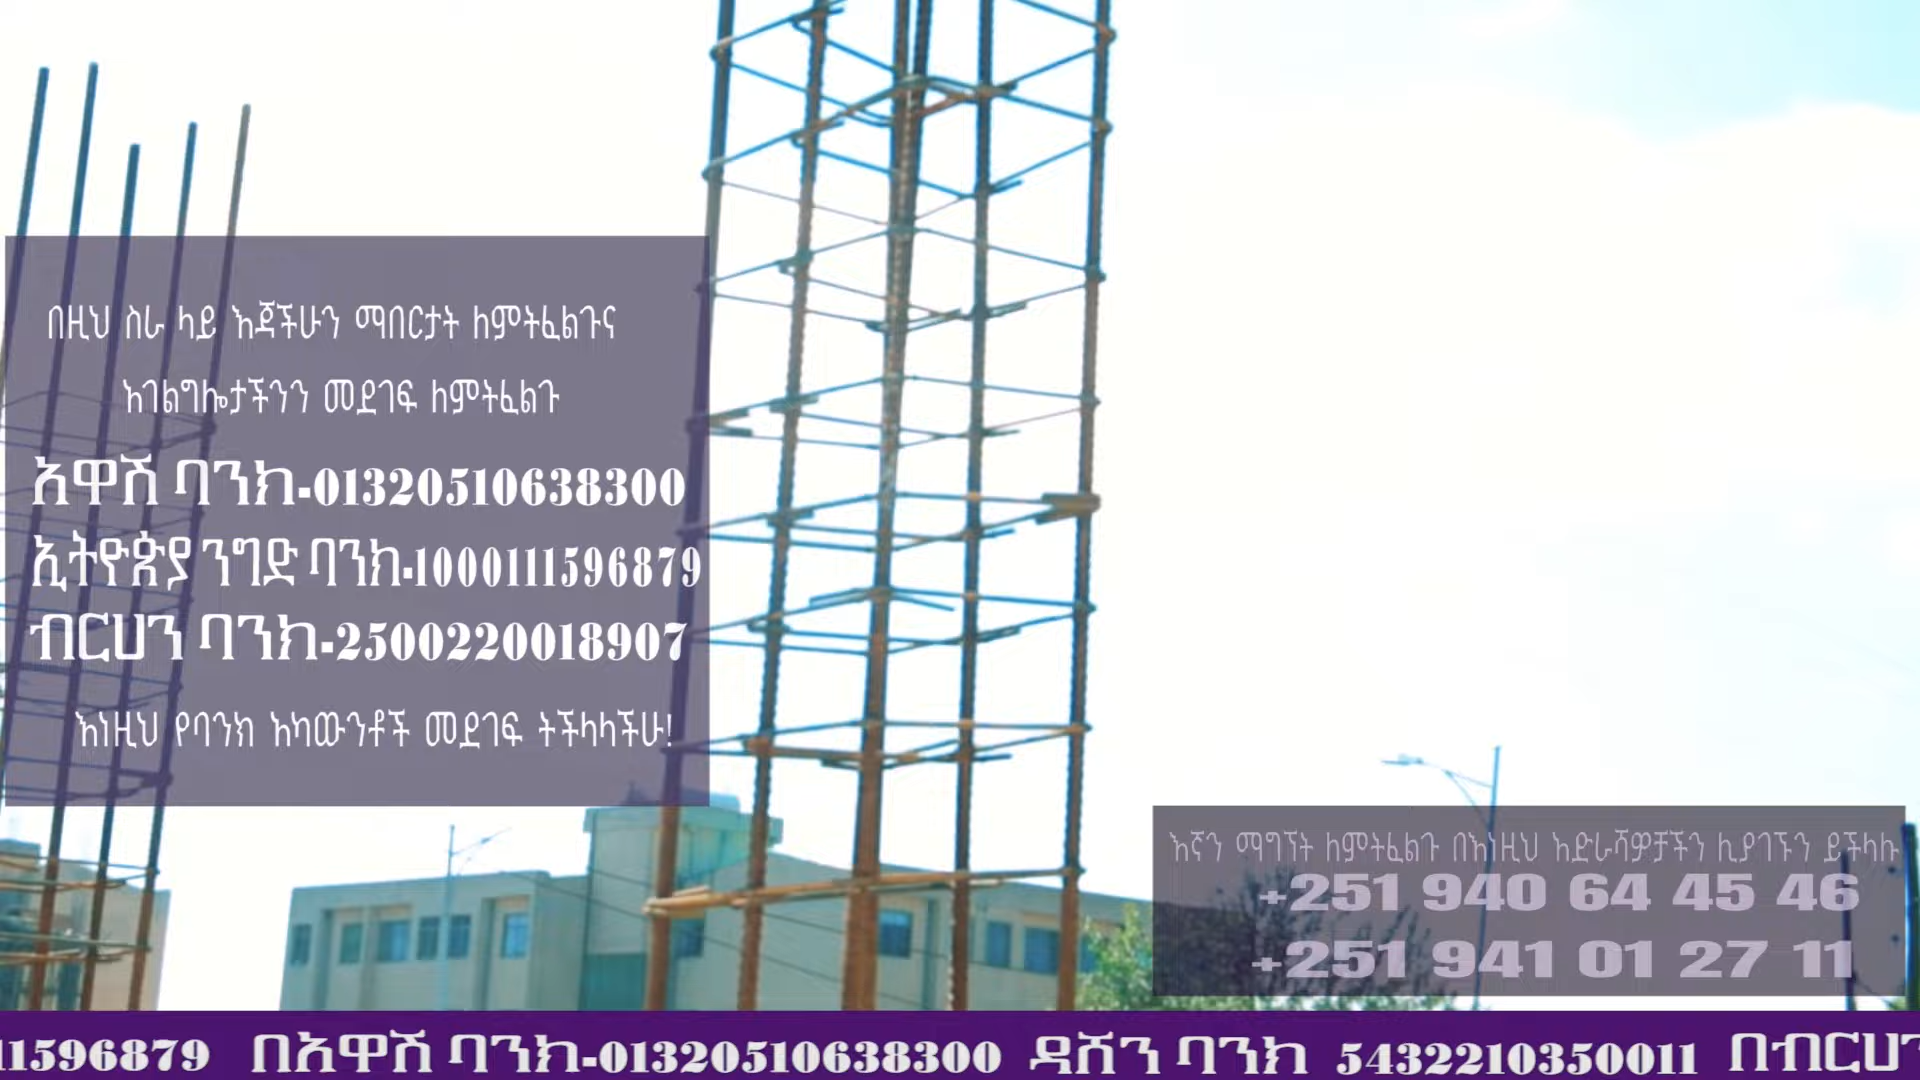 በዚህ ስራ ላይ እጃችሁን ማበርታት ለምትፈልጉና
አገልግሎታችንን መደገፍ ለምትፈልጉ
አዋሽ ባንክ-01320510638300
ኢትዮጵያ ንግድ ባንክ-1000111596879
ብርሀን ባንክ-2500220018907
እነዚህ የባንክ አካውንቶች መደገፍ ትችላላችሁ!
እኛን ማግኘት ለምትፈልጉ በእነዚህ አድራሻዎቻችን ሊያገኙን ይችላሉ
+251 940 64 45 46
+251 941 01 27 11
11596879 በአዋሽ ባንክ-01320510638300 ዳሸን ባንክ 5432210350011 በብርሀን